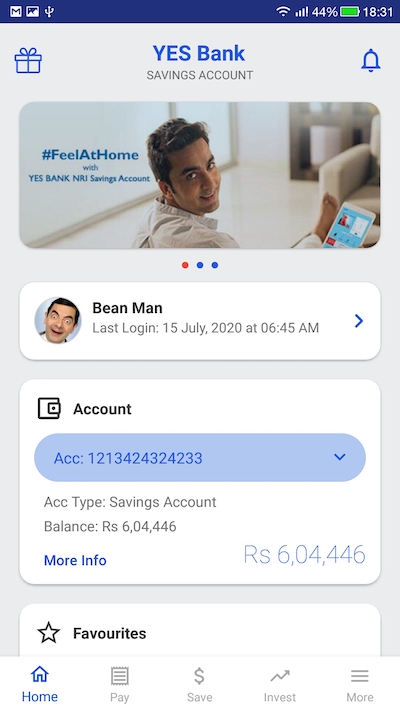 44% 18:31
YES Bank
SAVINGS ACCOUNT
#FeelAtHome
with
YES BANK NRI Savings Account
Bean Man
Last Login: 15 July, 2020 at 06:45 AM
Account
Acc: 1213424324233
Acc Type: Savings Account
Balance: Rs 6,04,446
More Info
Rs 6,04,446
Favourites
Home
Pay
Save
Invest
More